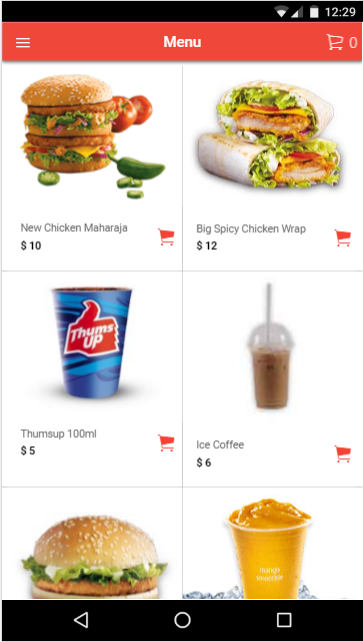 12:29
Menu
0
New Chicken Maharaja
$ 10
Big Spicy Chicken Wrap
$ 12
Thums
UP
Thumsup 100ml
$ 5
Ice Coffee
$ 6
mango
smoothie